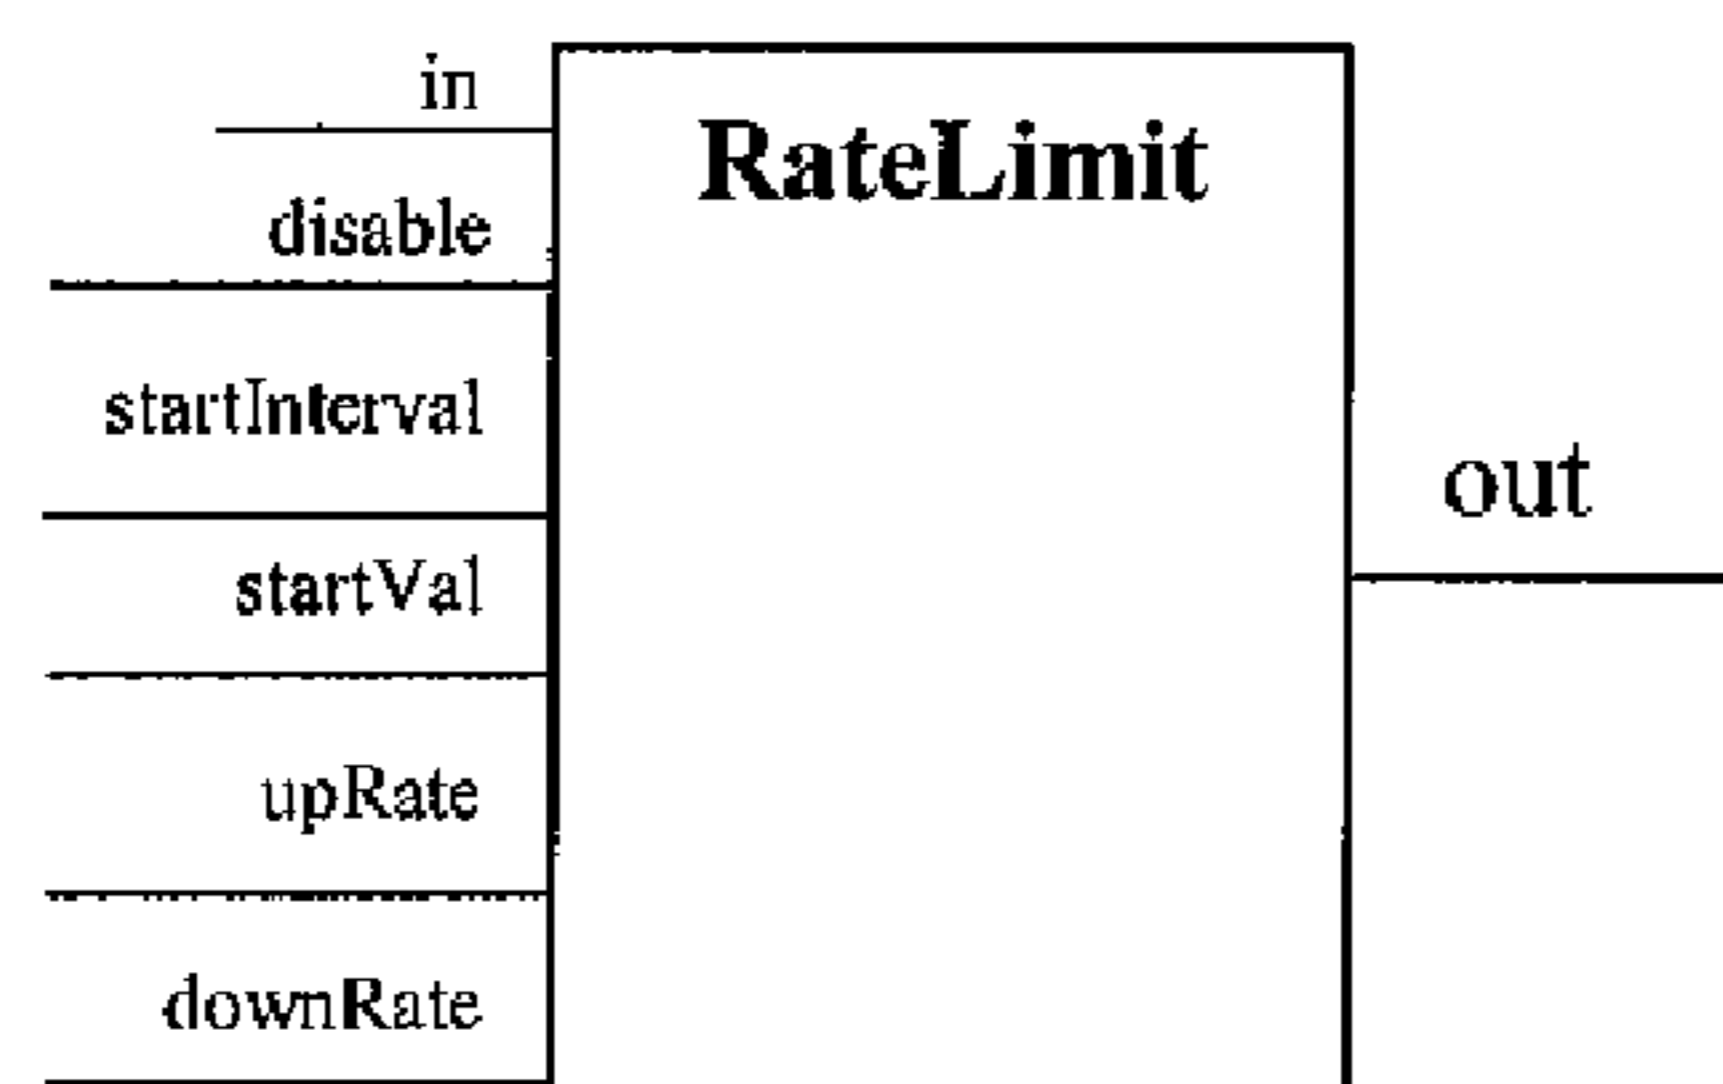 in
RateLimit
disable
startInterval
out
startVal
upRate
downRate